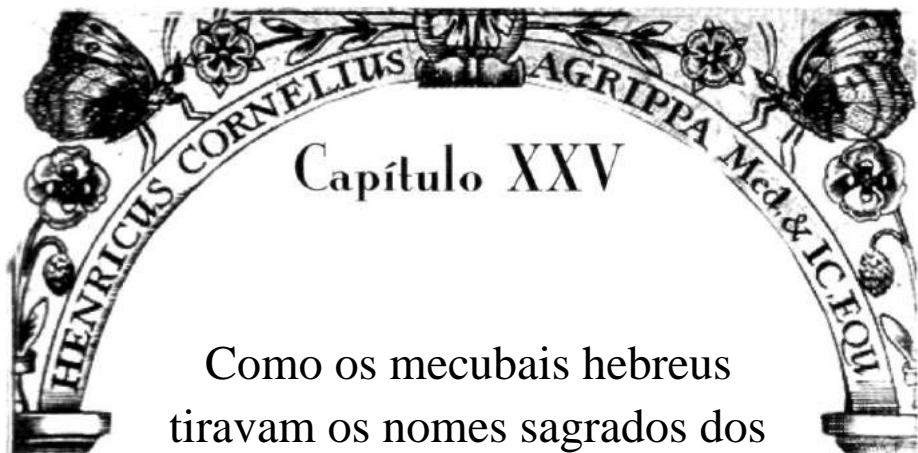 HENRICUS CORNELIUS AGRIPPA Med, & IC. EQU
Capítulo XXV
Como os mecubais hebreus
tiravam os nomes sagrados dos